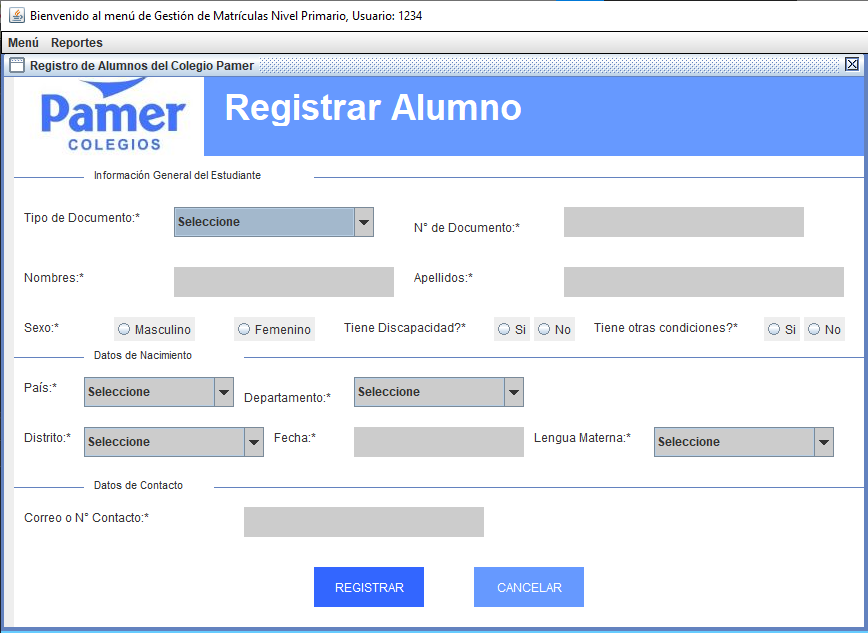 Bienvenido al menú de Gestión de Matrículas Nivel Primario, Usuario: 1234
Menú Reportes
Registro de Alumnos del Colegio Pamer
Pamer
COLEGIOS
Registrar Alumno
Información General del Estudiante
Tipo de Documento:* Seleccione N° de Documento:*
Nombres:* Apellidos:*
Sexo:* Masculino Femenino Tiene Discapacidad?* Si No Tiene otras condiciones?* Si No
Datos de Nacimiento
País:* Seleccione Departamento:* Seleccione
Distrito:* Seleccione Fecha:* Lengua Materna:* Seleccione
Datos de Contacto
Correo o N° Contacto:*
REGISTRAR CANCELAR